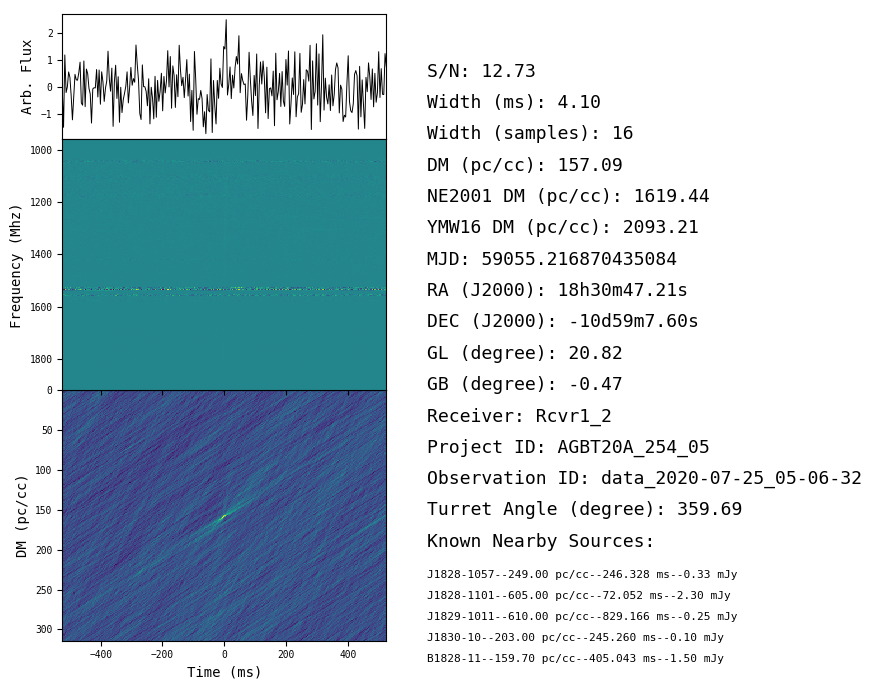 2
1
0
−1
Arb. Flux
1000
1200
1400
1600
1800
Frequency (Mhz)
0
50
100
150
200
250
300
DM (pc/cc)
−400
−200
0
200
400
Time (ms)
S/N: 12.73
Width (ms): 4.10
Width (samples): 16
DM (pc/cc): 157.09
NE2001 DM (pc/cc): 1619.44
YMW16 DM (pc/cc): 2093.21
MJD: 59055.216870435084
RA (J2000): 18h30m47.21s
DEC (J2000): -10d59m7.60s
GL (degree): 20.82
GB (degree): -0.47
Receiver: Rcvr1_2
Project ID: AGBT20A_254_05
Observation ID: data_2020-07-25_05-06-32
Turret Angle (degree): 359.69
Known Nearby Sources:
J1828-1057--249.00 pc/cc--246.328 ms--0.33 mJy
J1828-1101--605.00 pc/cc--72.052 ms--2.30 mJy
J1829-1011--610.00 pc/cc--829.166 ms--0.25 mJy
J1830-10--203.00 pc/cc--245.260 ms--0.10 mJy
B1828-11--159.70 pc/cc--405.043 ms--1.50 mJy